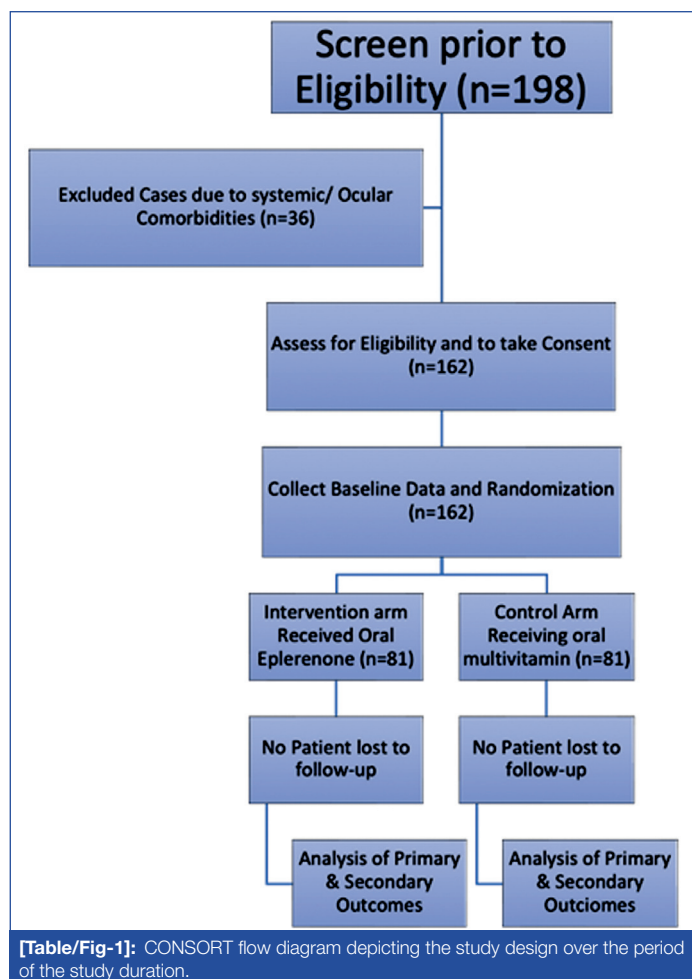 Screen prior to
Eligibility (n=198)
Excluded Cases due to systemic/ Ocular
Comorbidities (n=36)
Assess for Eligibility and to take Consent
(n=162)
Collect Baseline Data and Randomization
(n=162)
Intervention arm
Received Oral
Eplerenone (n=81)
Control Arm
Receiving oral
multivitamin (n=81)
No Patient lost to
follow-up
No Patient lost to
follow-up
Analysis of Primary
& Secondary
Outcomes
Analysis of Primary
& Secondary
Outciomes
[Table/Fig-1]: CONSORT flow diagram depicting the study design over the period
of the study duration.